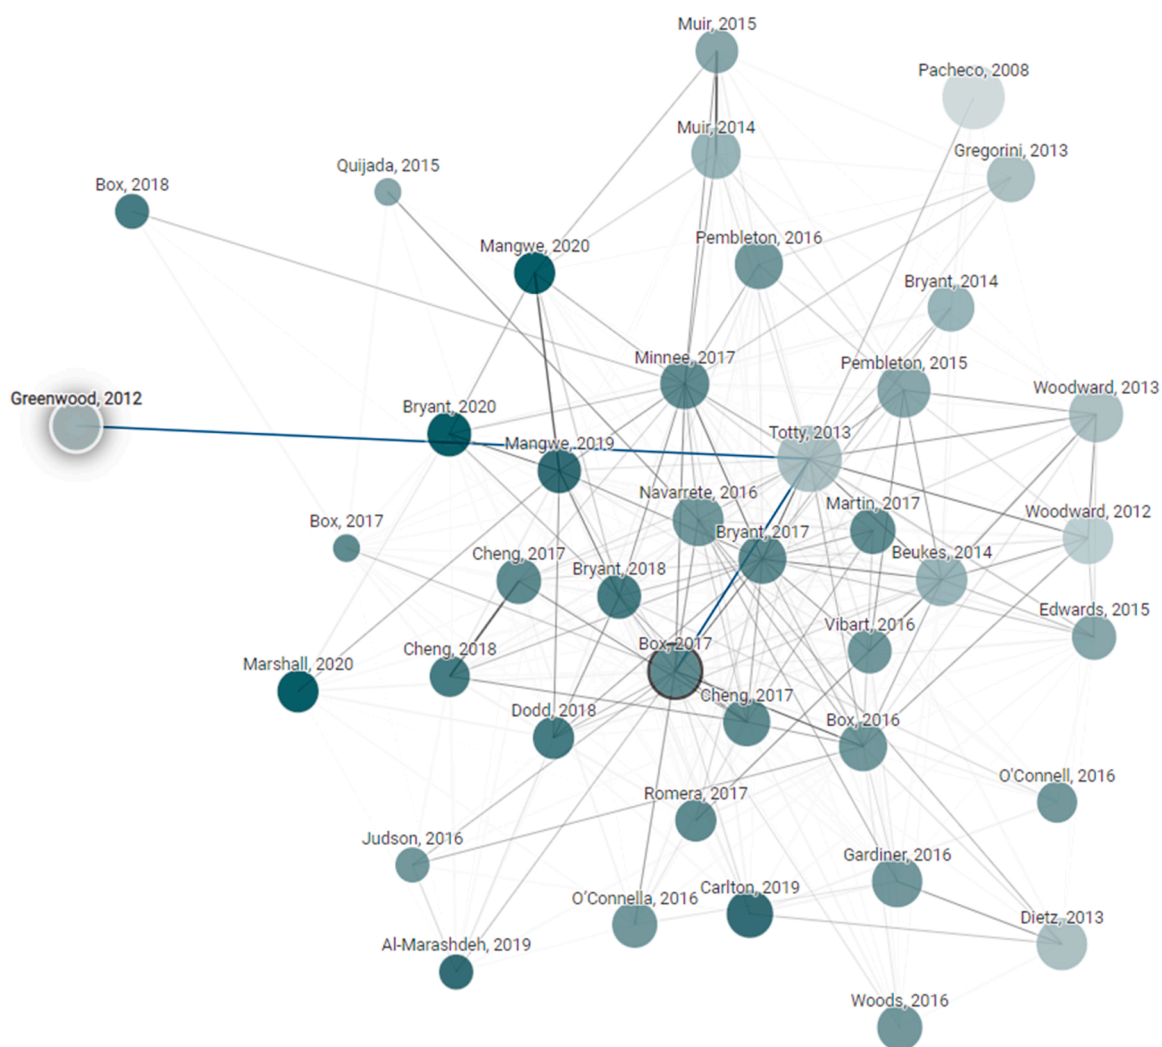 Muir, 2015
Pacheco, 2008
Muir, 2014
Gregorini, 2013
Quijada, 2015
Box, 2018
Mangwe, 2020
Pembleton, 2016
Bryant, 2014
Minnee, 2017
Pembleton, 2015
Woodward, 2013
Greenwood, 2012
Bryant, 2020
Totty, 2013
Mangwe, 2019
Navarrete, 2016
Martin, 2017
Woodward, 2012
Box, 2017
Bryant, 2017
Cheng, 2017
Beukes, 2014
Bryant, 2018
Edwards, 2015
Vibart, 2016
Box, 2017
Cheng, 2018
Marshall, 2020
Cheng, 2017
Dodd, 2018
Box, 2016
O'Connell, 2016
Romera, 2017
Judson, 2016
Gardiner, 2016
Carlton, 2019
O'Connella, 2016
Dietz, 2013
Al-Marashdeh, 2019
Woods, 2016